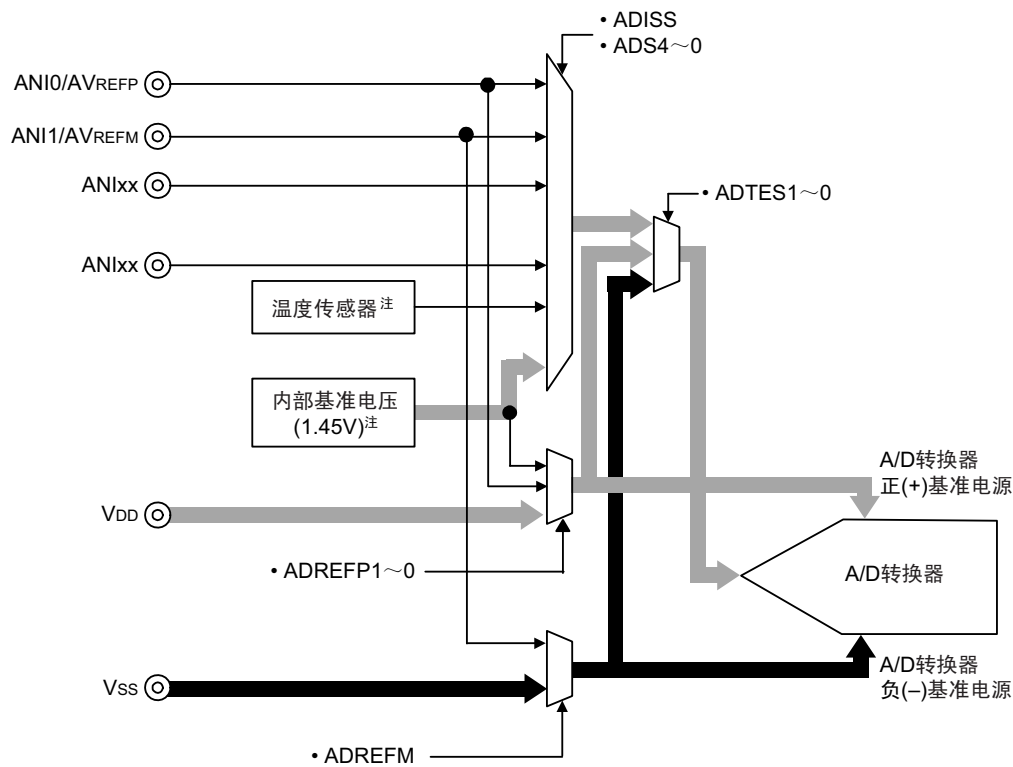 • ADISS
• ADS4～0
ANI0/AVREFP
ANI1/AVREFM
ANIxx
• ADTES1～0
ANIxx
温度传感器注
内部基准电压
(1.45V)注
A/D转换器
正(+)基准电源
VDD
• ADREFP1～0
A/D转换器
A/D转换器
负(–)基准电源
VSS
• ADREFM